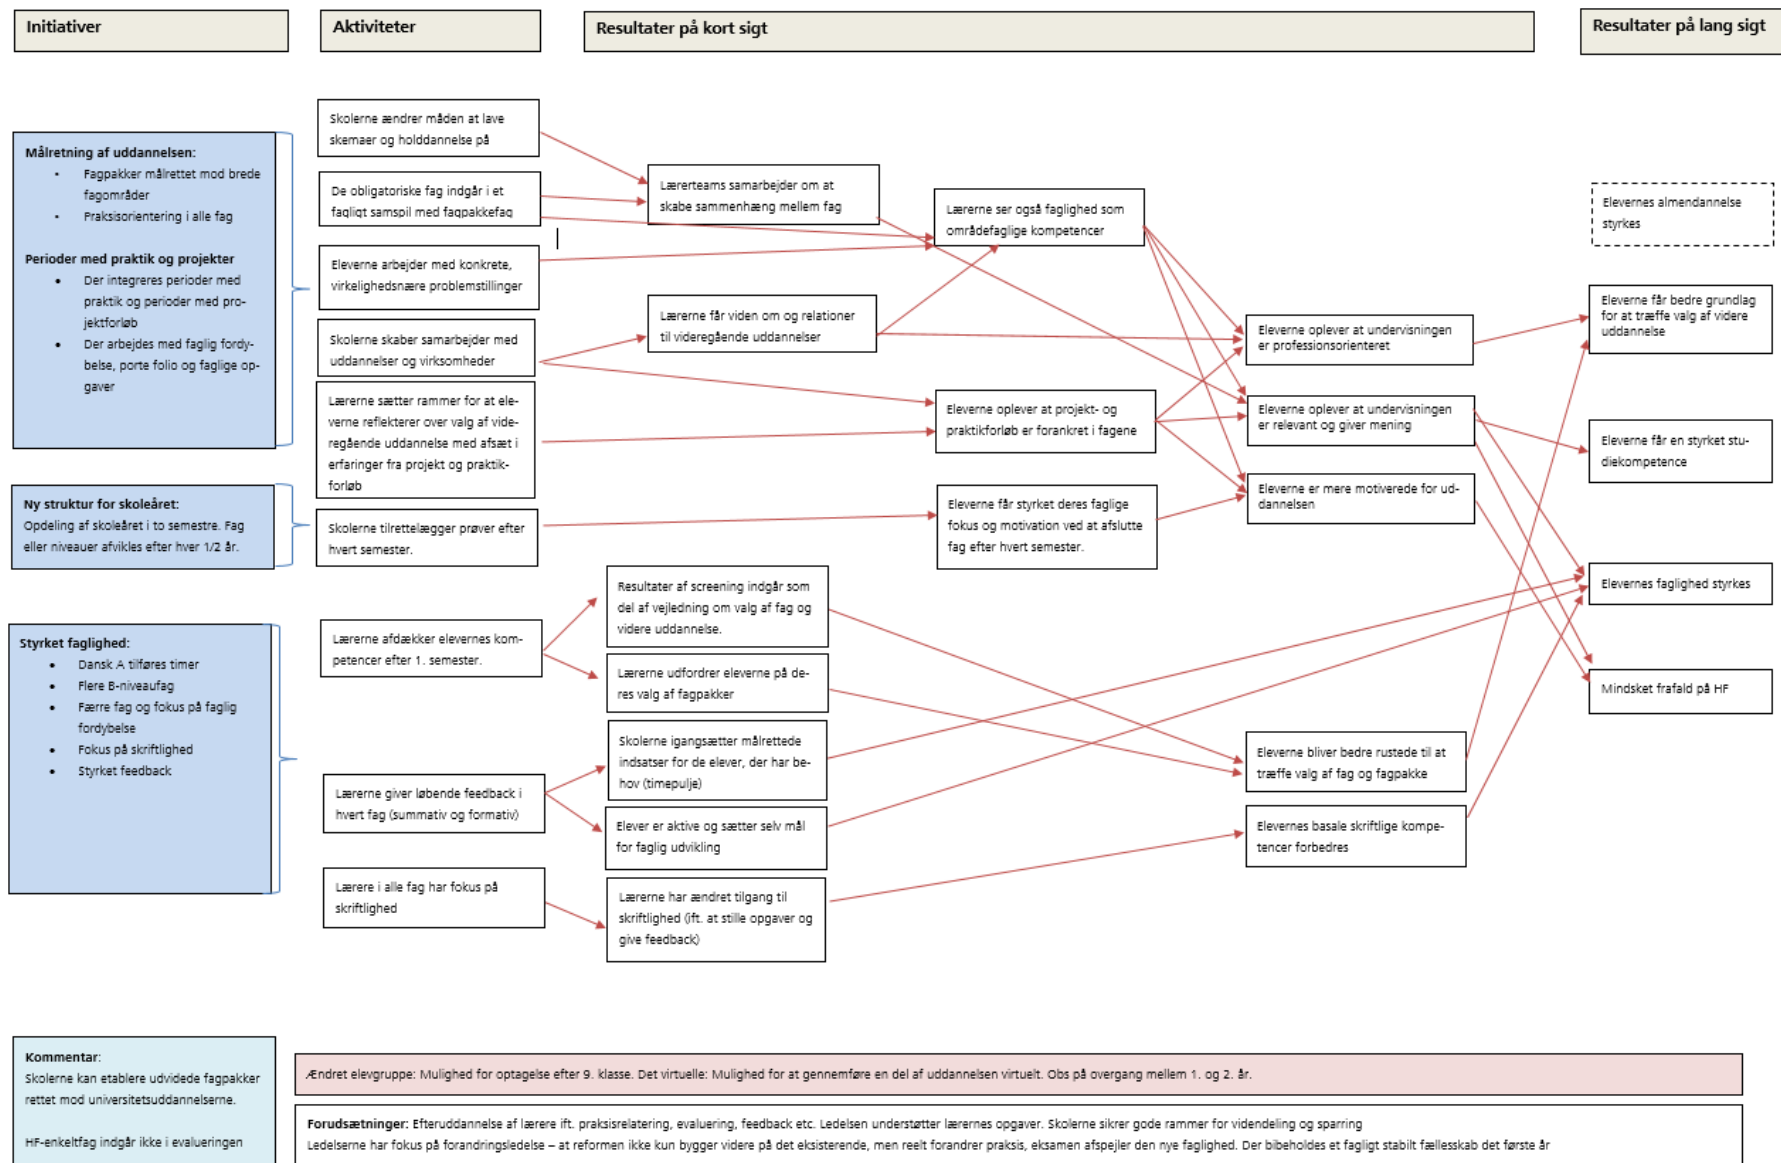 Initiativer
Aktiviteter
Resultater på kort sigt
Resultater på lang sigt
Målretning af uddannelsen:
• Fagpakker målrettet mod brede
fagområder
• Praksisorientering i alle fag
Perioder med praktik og projekter
• Der integreres perioder med
praktik og perioder med pro-
jektforløb
• Der arbejdes med faglig fordy-
belse, porte folio og faglige op-
gaver
Ny struktur for skoleåret:
Opdeling af skoleåret i to semestre. Fag
eller niveauer afvikles efter hver 1/2 år.
Styrket faglighed:
• Dansk A tilføres timer
• Flere B-niveaufag
• Færre fag og fokus på faglig
fordybelse
• Fokus på skriftlighed
• Styrket feedback
Skolerne ændrer måden at lave
skemaer og holddannelse på
De obligatoriske fag indgår i et
fagligt samspil med fagpakkefag
Eleverne arbejder med konkrete,
virkelighedsnære problemstillinger
Skolerne skaber samarbejder med
uddannelser og virksomheder
Lærerne sætter rammer for at ele-
verne reflekterer over valg af vide-
regående uddannelse med afsæt i
erfaringer fra projekt og praktik-
forløb
Skolerne tilrettelægger prøver efter
hvert semester.
Lærerne afdækker elevernes kom-
petencer efter 1. semester.
Lærerne giver løbende feedback i
hvert fag (summativ og formativ)
Lærere i alle fag har fokus på
skriftlighed
Lærerteams samarbejder om at
skabe sammenhæng mellem fag
Lærerne får viden om og relationer
til videregående uddannelser
Resultater af screening indgår som
del af vejledning om valg af fag og
videre uddannelse.
Lærerne udfordrer eleverne på de-
res valg af fagpakker
Skolerne igangsætter målrettede
indsatser for de elever, der har be-
hov (timepulje)
Elever er aktive og sætter selv mål
for faglig udvikling
Lærerne har ændret tilgang til
skriftlighed (ift. at stille opgaver og
give feedback)
Lærerne ser også faglighed som
områdefaglige kompetencer
Eleverne oplever at projekt- og
praktikforløb er forankret i fagene
Eleverne får styrket deres faglige
fokus og motivation ved at afslutte
fag efter hvert semester.
Eleverne oplever at undervisningen
er professionsorienteret
Eleverne oplever at undervisningen
er relevant og giver mening
Eleverne er mere motiverede for ud-
dannelsen
Eleverne bliver bedre rustede til at
træffe valg af fag og fagpakke
Elevernes basale skriftlige kompe-
tencer forbedres
Elevernes almendannelse
styrkes
Eleverne får bedre grundlag
for at træffe valg af videre
uddannelse
Eleverne får en styrket stu-
diekompetence
Elevernes faglighed styrkes
Mindsket frafald på HF
Kommentar:
Skolerne kan etablere udvidede fagpakker
rettet mod universitetsuddannelserne.
HF-enkeltfag indgår ikke i evalueringen
Ændret elevgruppe: Mulighed for optagelse efter 9. klasse. Det virtuelle: Mulighed for at gennemføre en del af uddannelsen virtuelt. Obs på overgang mellem 1. og 2. år.
Forudsætninger: Efteruddannelse af lærere ift. praksisrelatering, evaluering, feedback etc. Ledelsen understøtter lærernes opgaver. Skolerne sikrer gode rammer for videndeling og sparring
Ledelserne har fokus på forandringsledelse – at reformen ikke kun bygger videre på det eksisterende, men reelt forandrer praksis, eksamen afspejler den nye faglighed. Der bibeholdes et fagligt stabilt fællesskab det første år